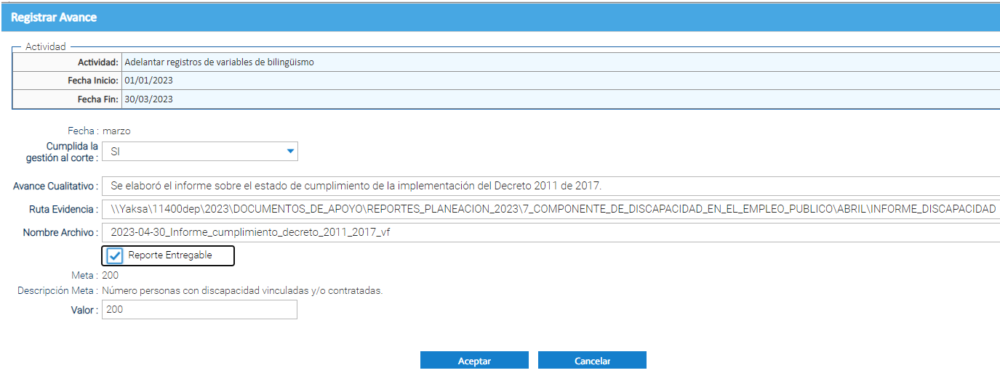 Registrar Avance
Actividad
Actividad: Adelantar registros de variables de bilingüismo
Fecha Inicio: 01/01/2023
Fecha Fin: 30/03/2023
Fecha : marzo
Cumplida la
gestión al corte : SI
Avance Cualitativo : Se elaboró el informe sobre el estado de cumplimiento de la implementación del Decreto 2011 de 2017.
Ruta Evidencia : \\Yaksa\11400dep\2023\DOCUMENTOS_DE_APOYO\REPORTES_PLANEACION_2023\7_COMPONENTE_DE_DISCAPACIDAD_EN_EL_EMPLEO_PUBLICO\ABRIL\INFORME_DISCAPACIDAD
Nombre Archivo : 2023-04-30_Informe_cumplimiento_decreto_2011_2017_vf
Reporte Entregable
Meta : 200
Descripción Meta : Número personas con discapacidad vinculadas y/o contratadas.
Valor : 200
Aceptar Cancelar